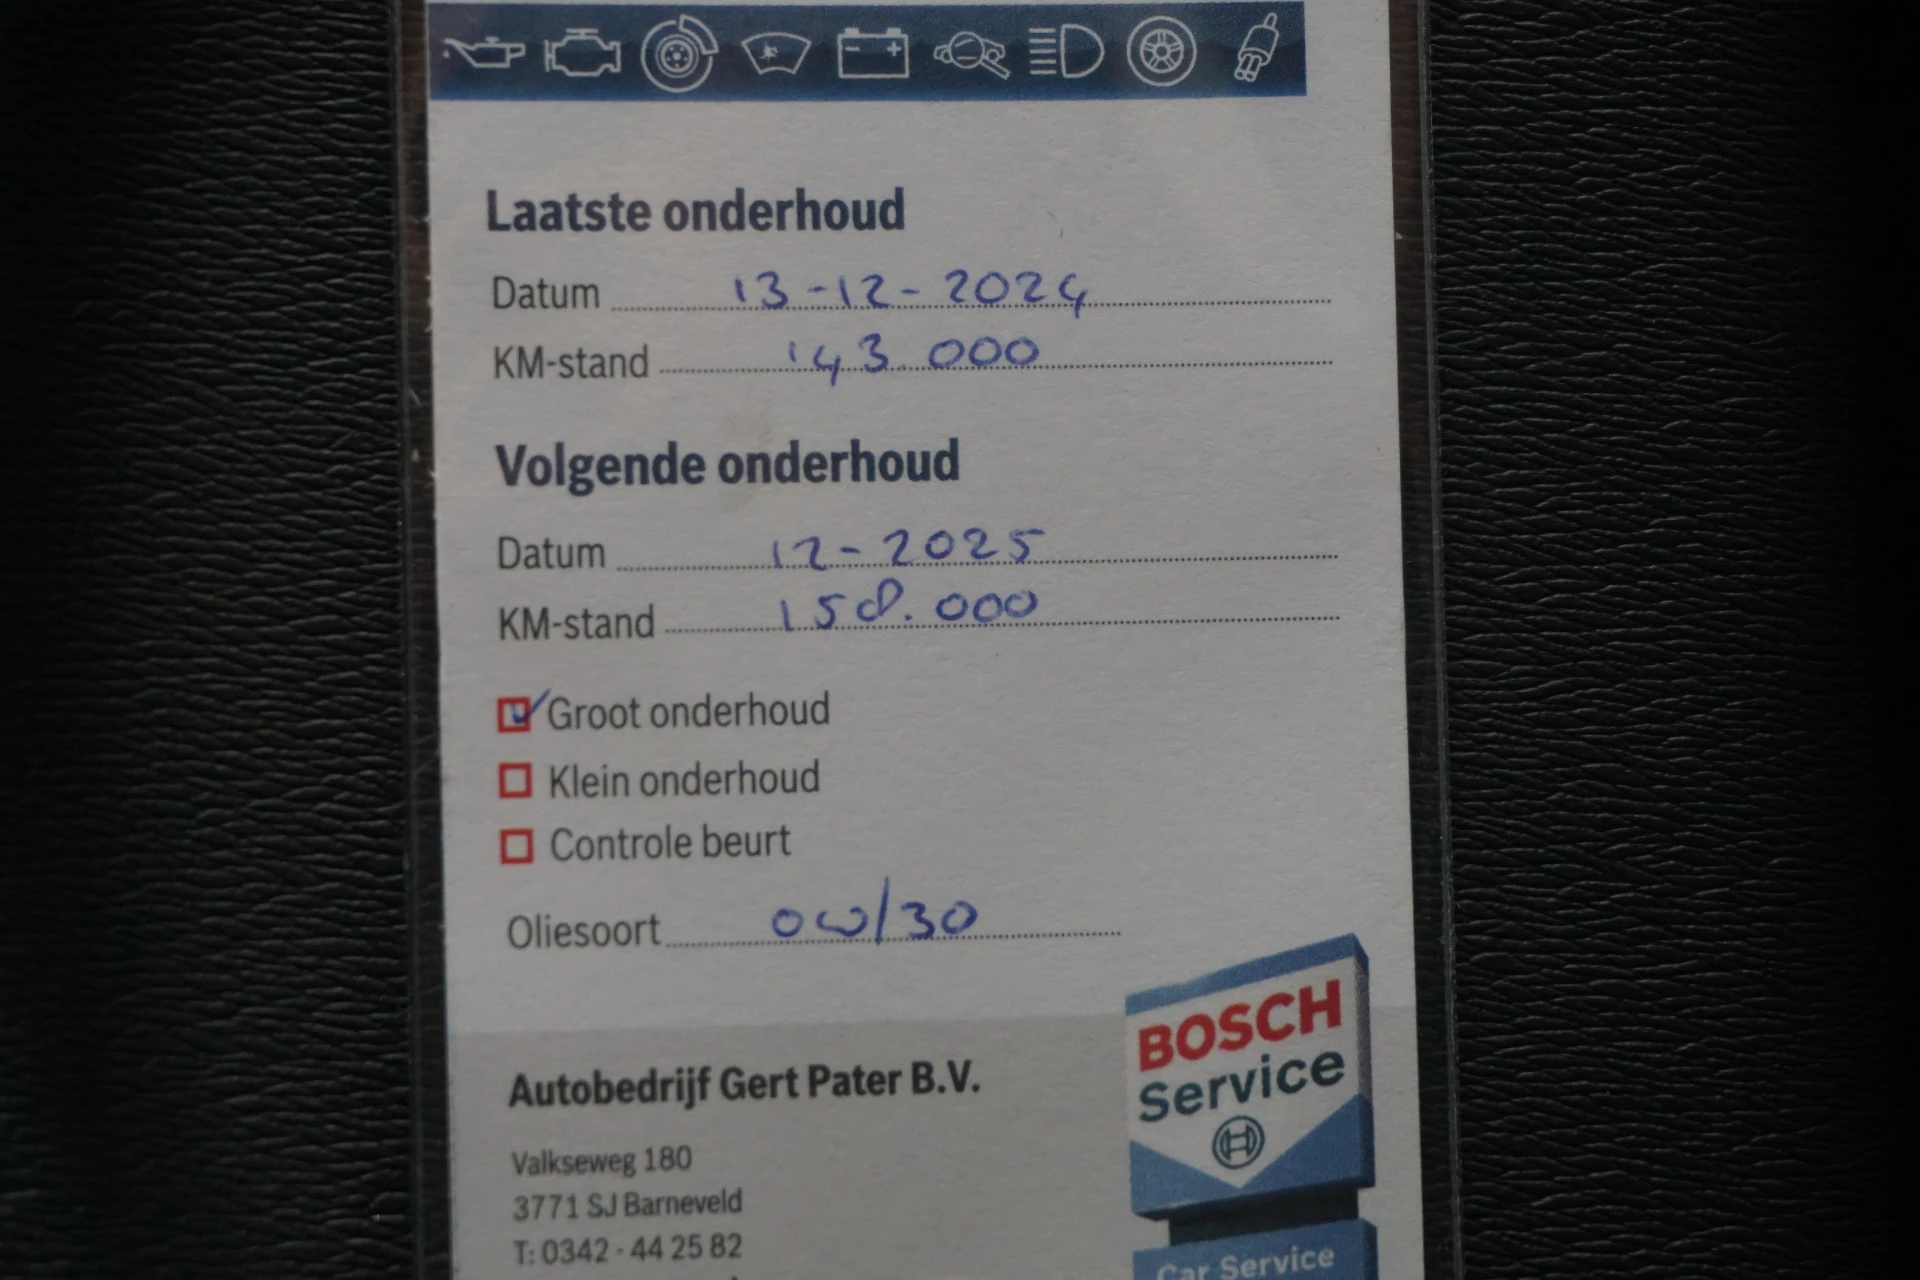 Laatste onderhoud
Datum 13-12-2024
KM-stand 143.000
Volgende onderhoud
Datum 12-2025
KM-stand 158.000
Groot onderhoud
Klein onderhoud
Controle beurt
Oliesoort 0W/30
BOSCH
Service
Autobedrijf Gert Pater B.V.
Valkseweg 180
3771 SJ Barneveld
T: 0342 - 44 25 82
Car Service